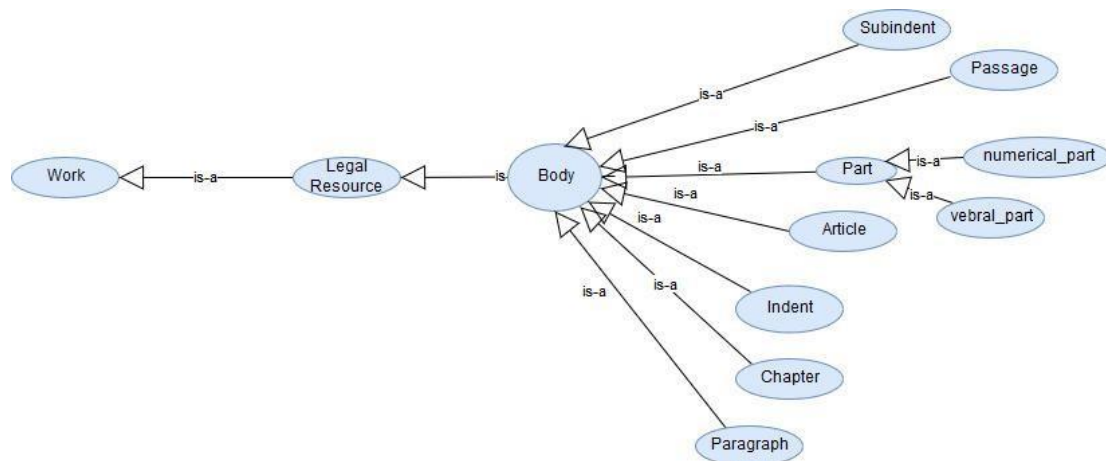 Subindent
Passage
is-a
is-a
numerical_part
is-a
Work
is-a
Legal
Resource
is
Body
is-a
Part
is-a
vebral_part
is-a
is-a
Article
is-a
is-a
Indent
Chapter
Paragraph